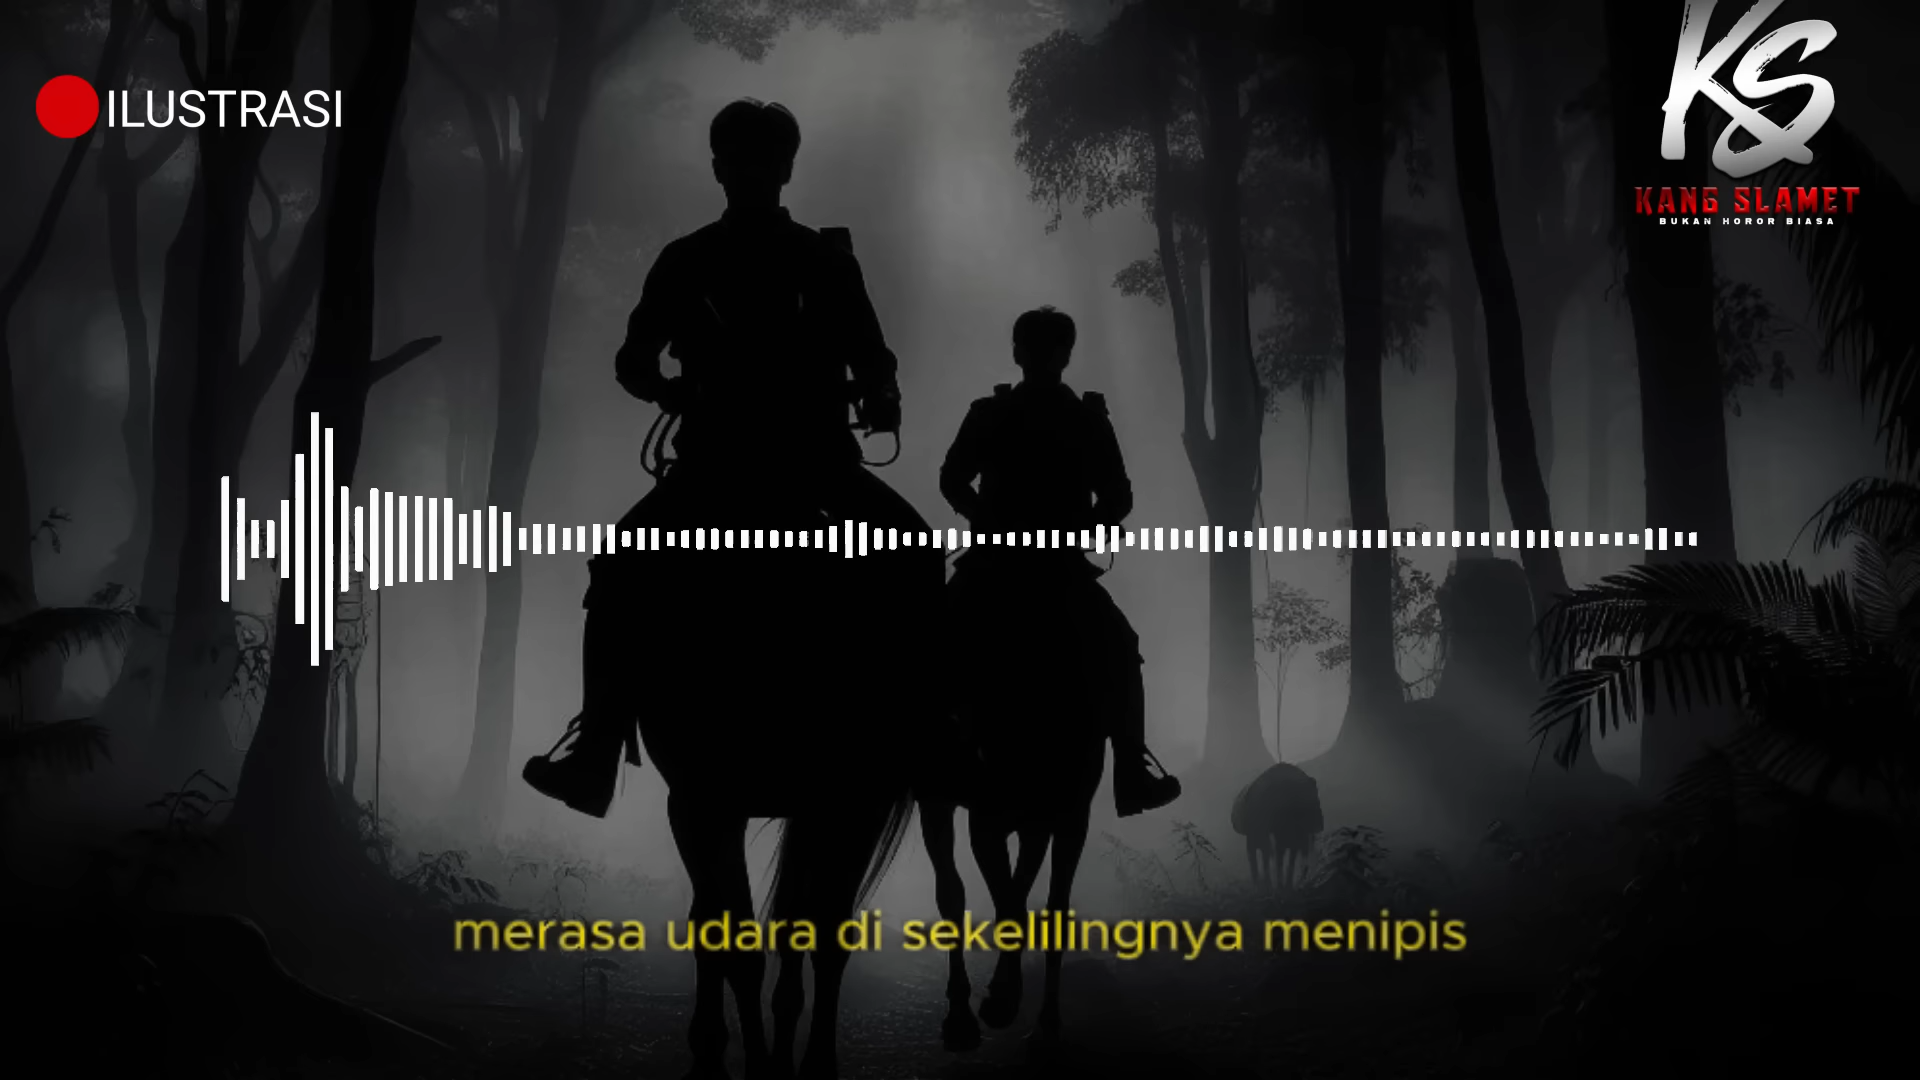 ILUSTRASI
KS
KANG SLAMET
BUKAN HOROR BIASA
merasa udara di sekelilingnya menipis